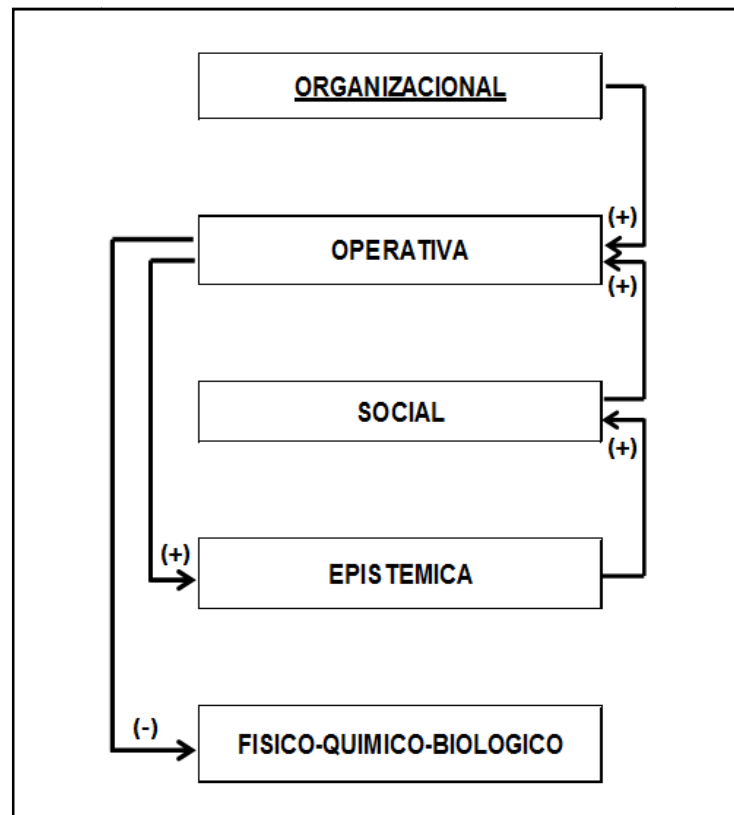 ORGANIZACIONAL
(+)
OPERATIVA
(+)
SOCIAL
(+)
(+)
EPISTEMICA
(-)
FISICO-QUIMICO-BIOLOGICO